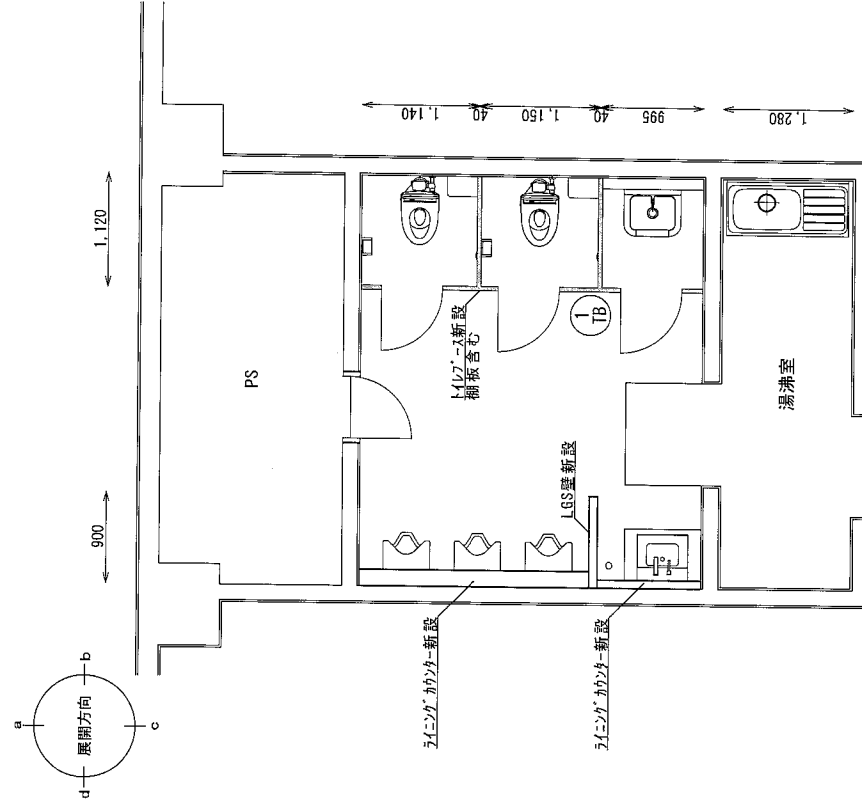 a
b
c
d
展開方向
900
1,120
1,140
40
1,150
40
995
1,280
PS
トイレブース新設
棚板含む
1
TB
LGS壁新設
湯沸室
ライニングカウンター新設
ライニングカウンター新設